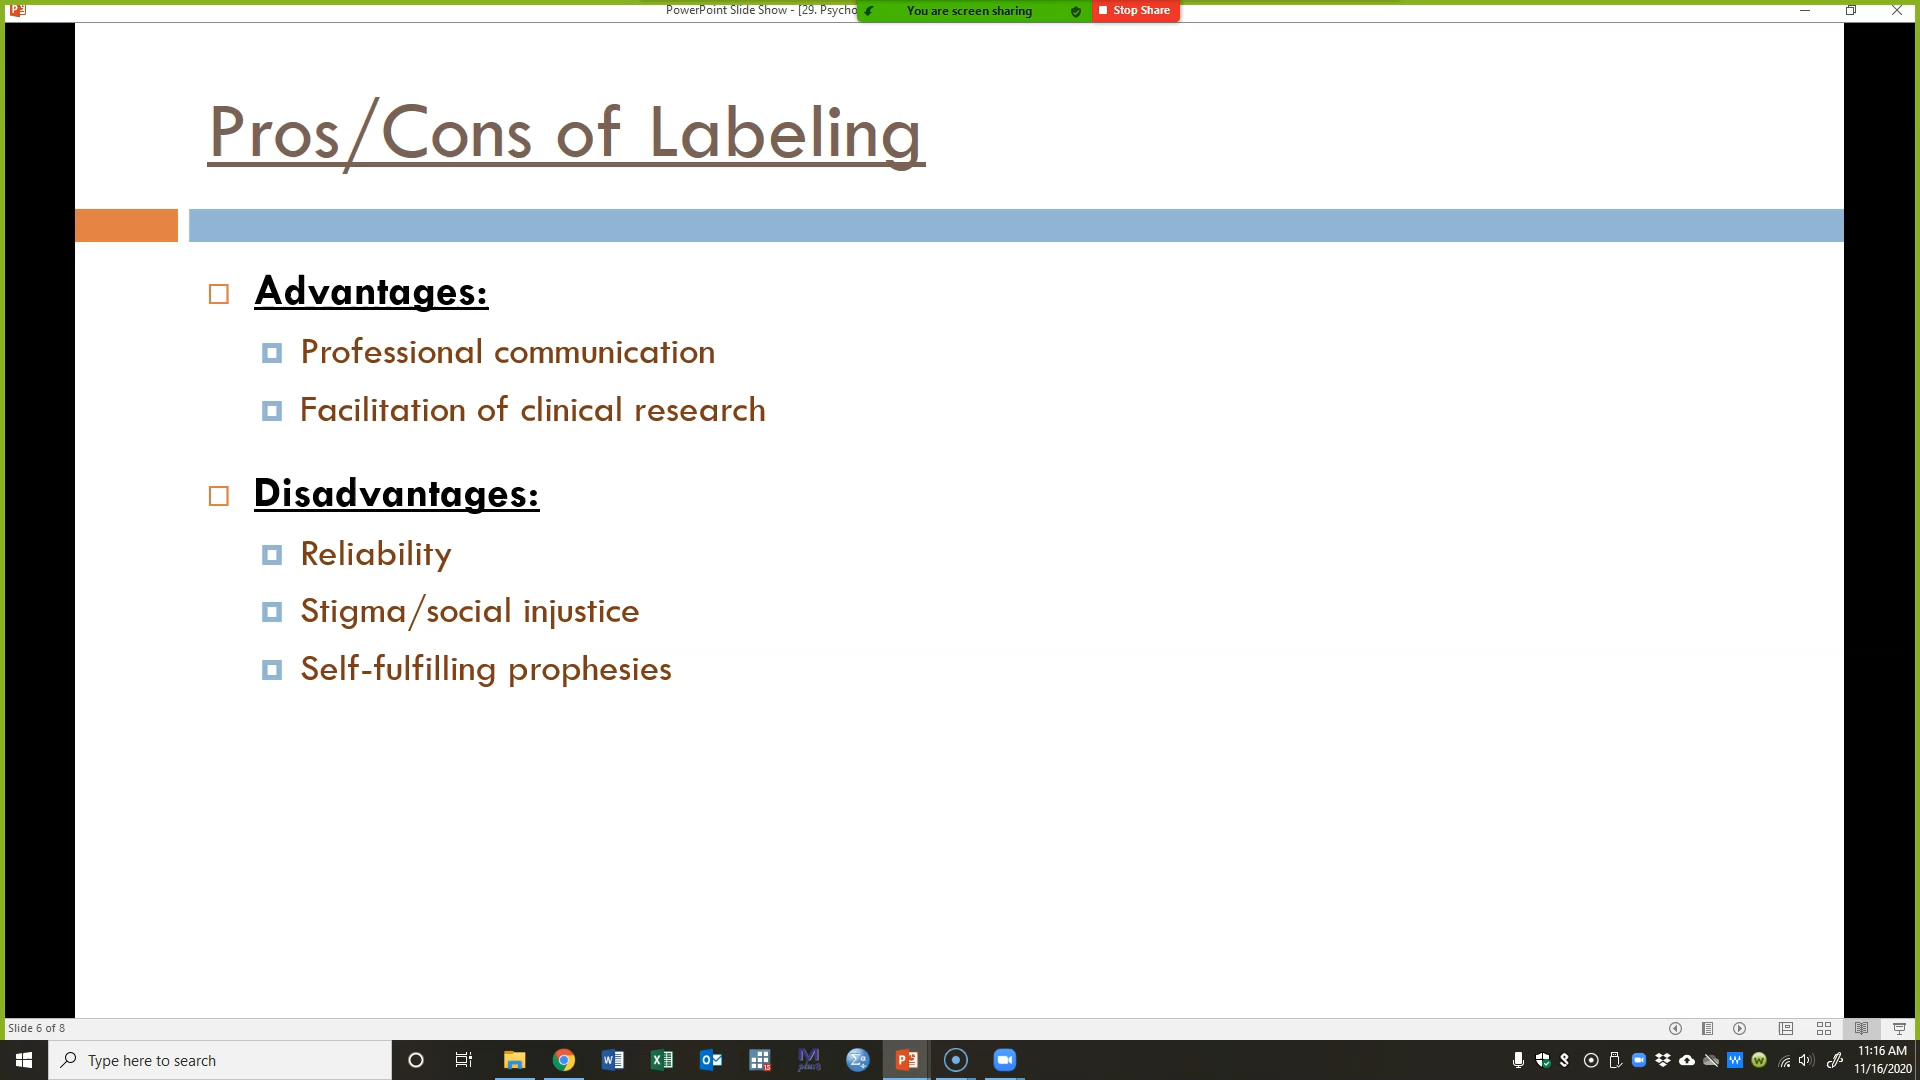 PowerPoint Slide Show - [29. Psycho
You are screen sharing
Stop Share
Pros/Cons of Labeling
Advantages:
Professional communication
Facilitation of clinical research
Disadvantages:
Reliability
Stigma/social injustice
Self-fulfilling prophesies
Slide 6 of 8
Type here to search
11:16 AM
11/16/2020